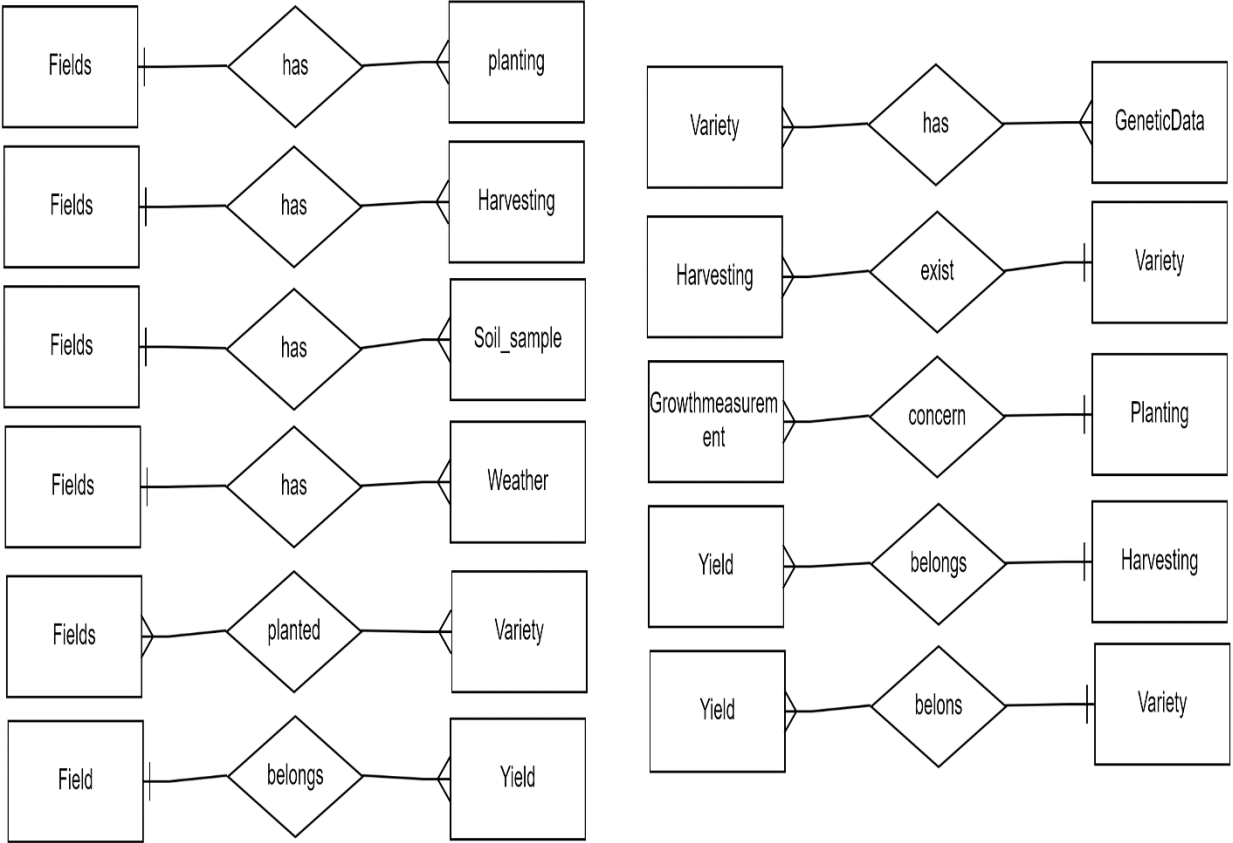 Fields has planting
Fields has Harvesting
Fields has Soil_sample
Fields has Weather
Fields planted Variety
Field belongs Yield
Variety has GeneticData
Harvesting exist Variety
Growthmeasurem
ent concern Planting
Yield belongs Harvesting
Yield belons Variety